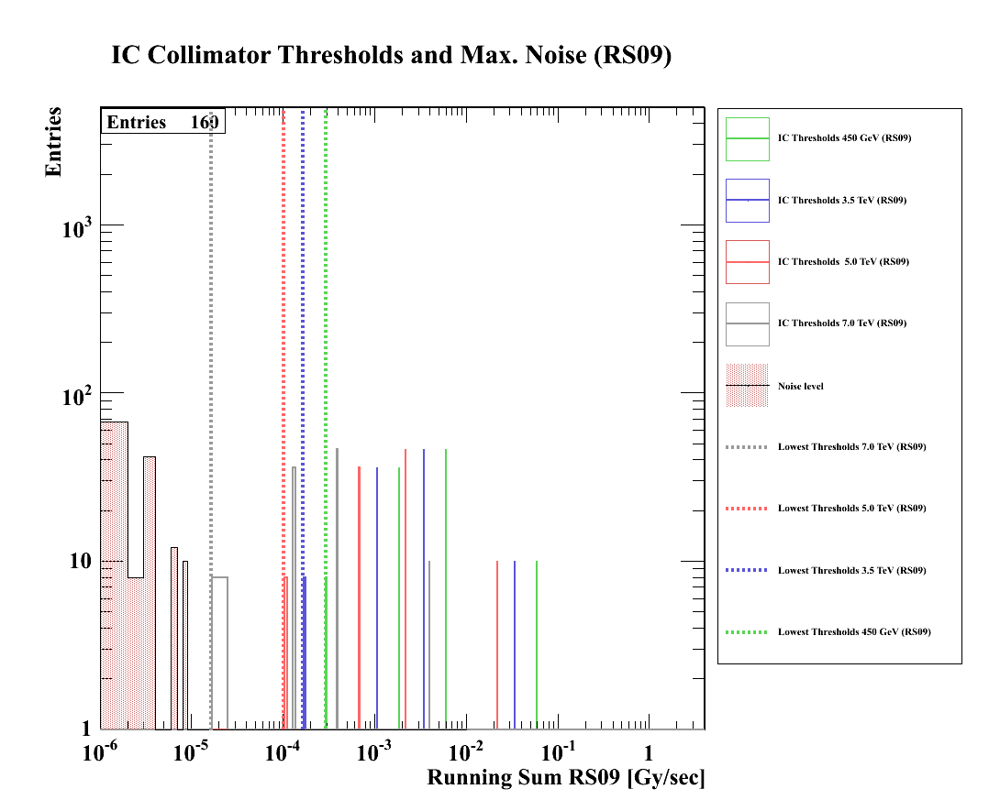 IC Collimator Thresholds and Max. Noise (RS09)
Entries
Entries 160
10³
10²
10
1
10⁻⁶ 10⁻⁵ 10⁻⁴ 10⁻³ 10⁻² 10⁻¹ 1
Running Sum RS09 [Gy/sec]
IC Thresholds 450 GeV (RS09)
IC Thresholds 3.5 TeV (RS09)
IC Thresholds 5.0 TeV (RS09)
IC Thresholds 7.0 TeV (RS09)
Noise level
Lowest Thresholds 7.0 TeV (RS09)
Lowest Thresholds 5.0 TeV (RS09)
Lowest Thresholds 3.5 TeV (RS09)
Lowest Thresholds 450 GeV (RS09)